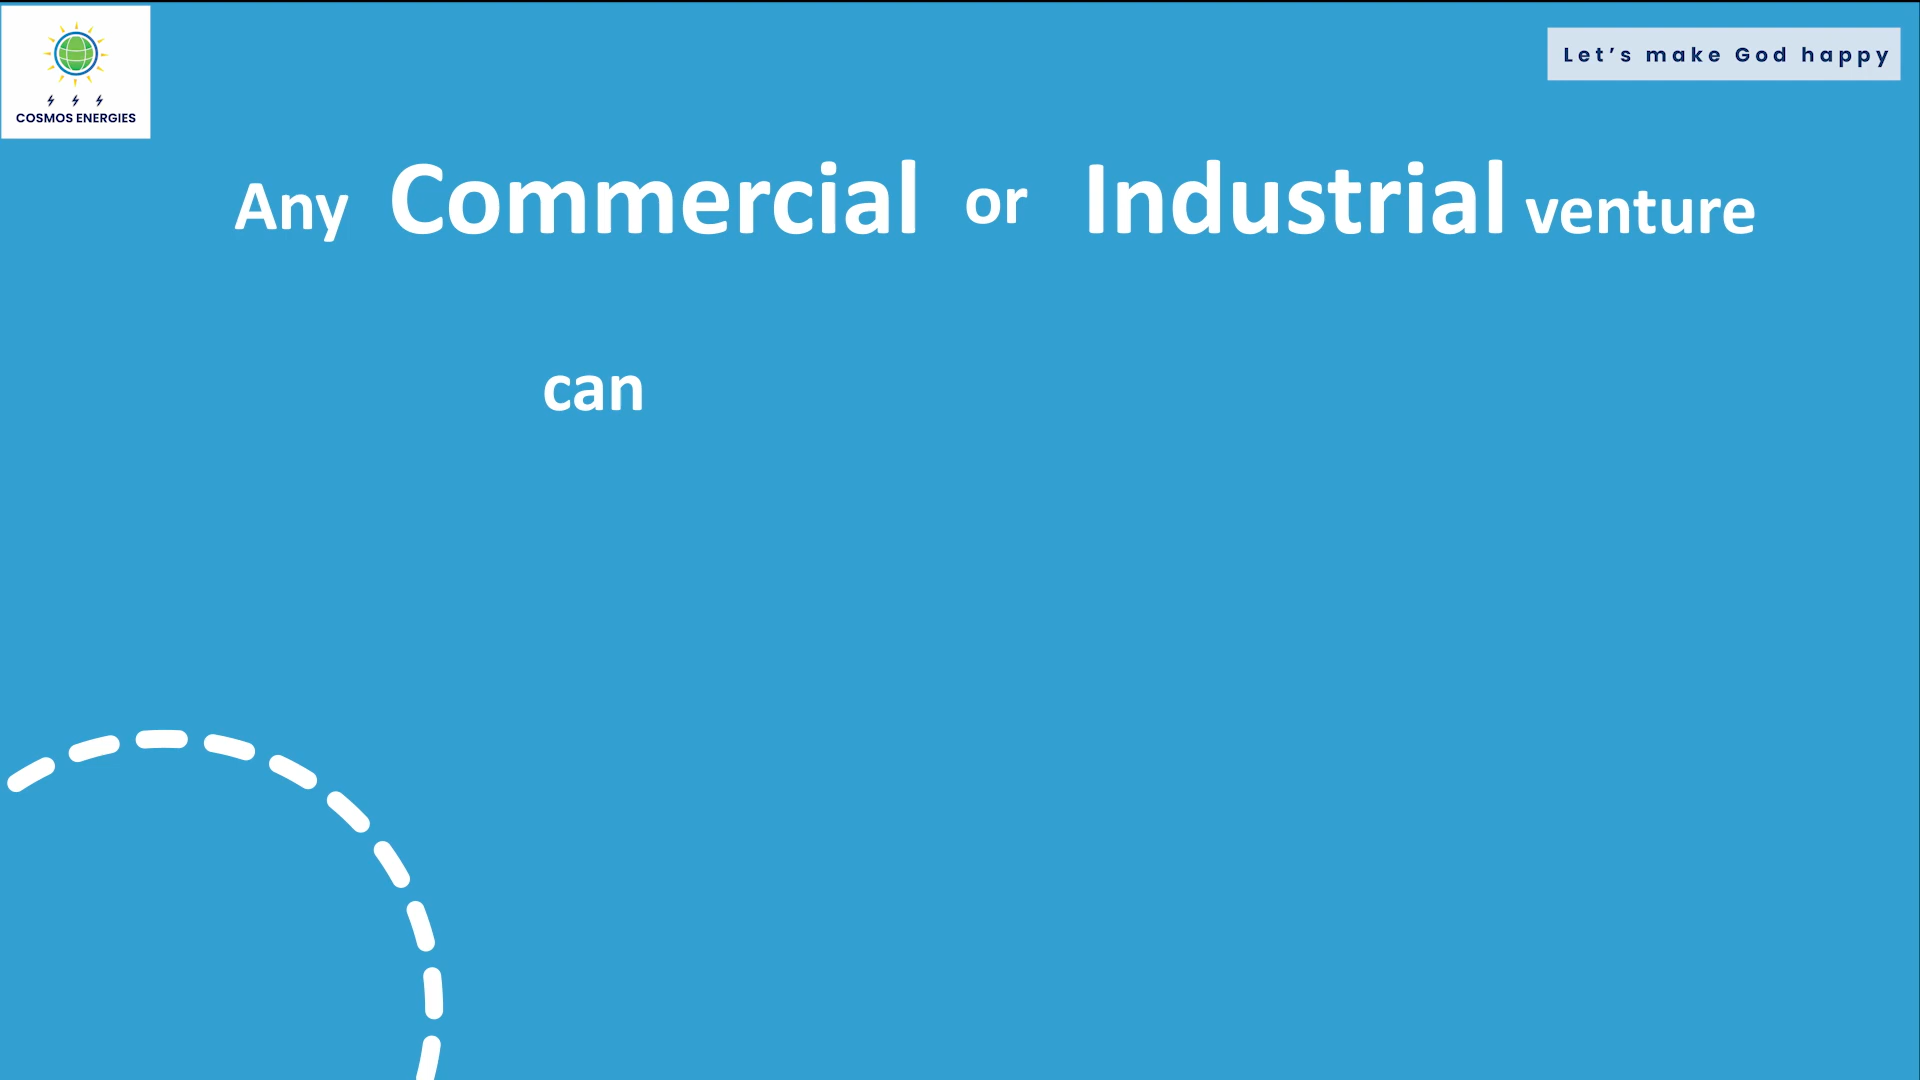 COSMOS ENERGIES
Let's make God happy
Any Commercial or Industrial venture
can